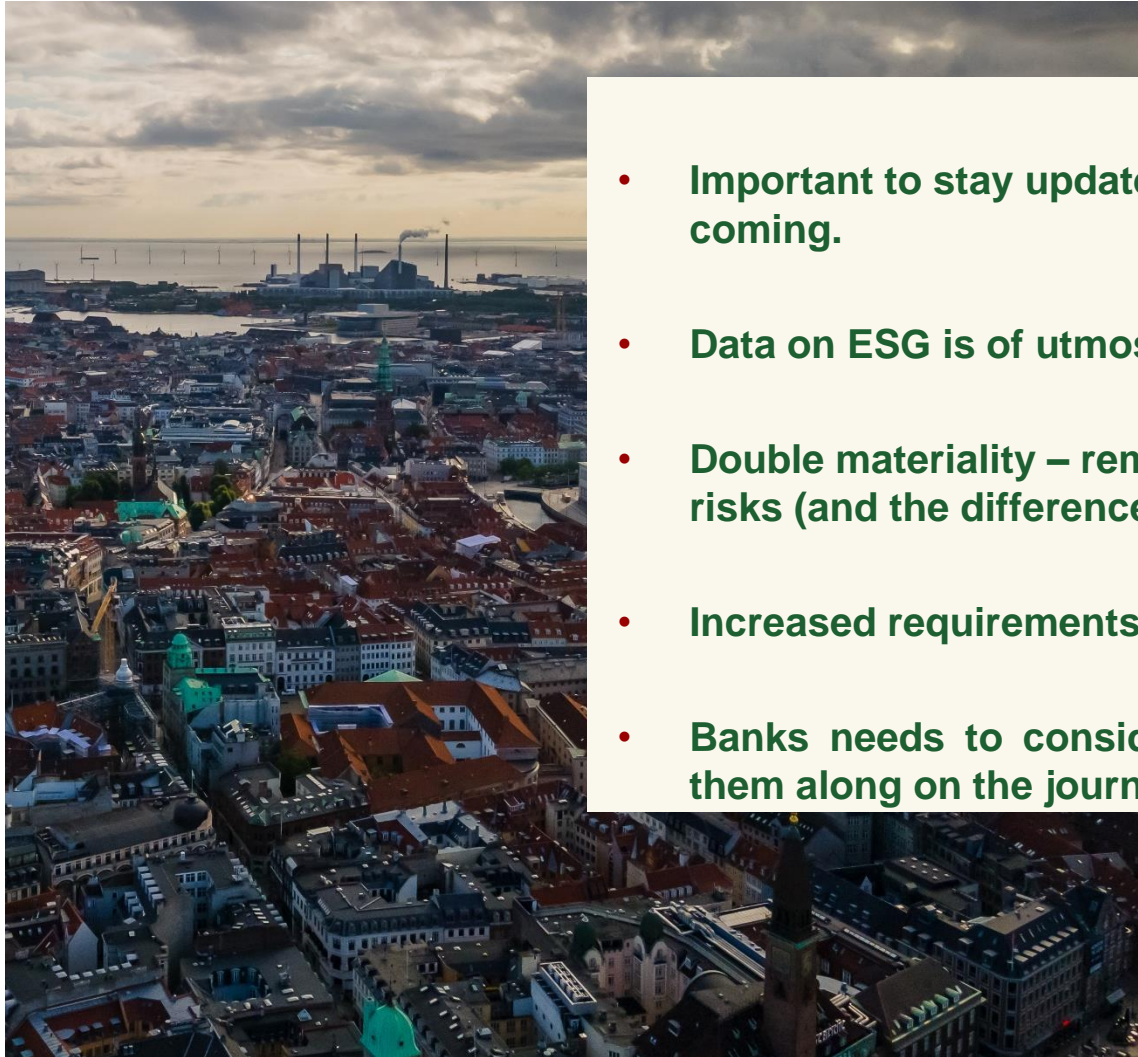 • Important to stay update
coming.
• Data on ESG is of utmos
• Double materiality – rem
risks (and the difference
• Increased requirements
• Banks needs to consid
them along on the journ